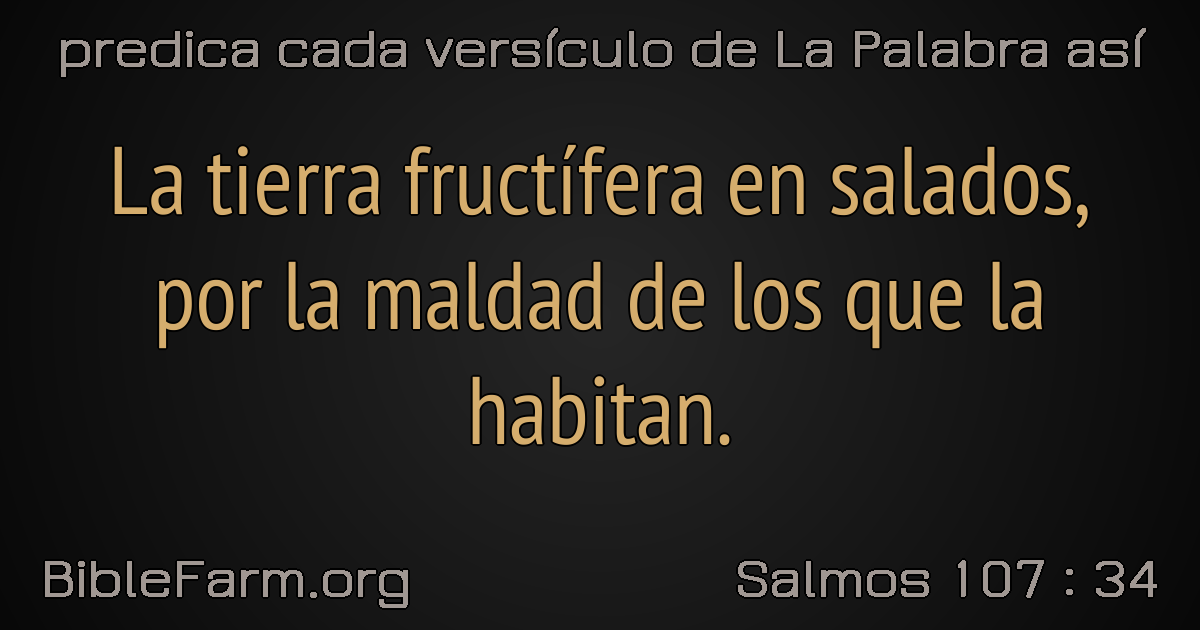 predica cada versículo de La Palabra así
La tierra fructífera en salados,
por la maldad de los que la
habitan.
BibleFarm.org
Salmos 107 : 34